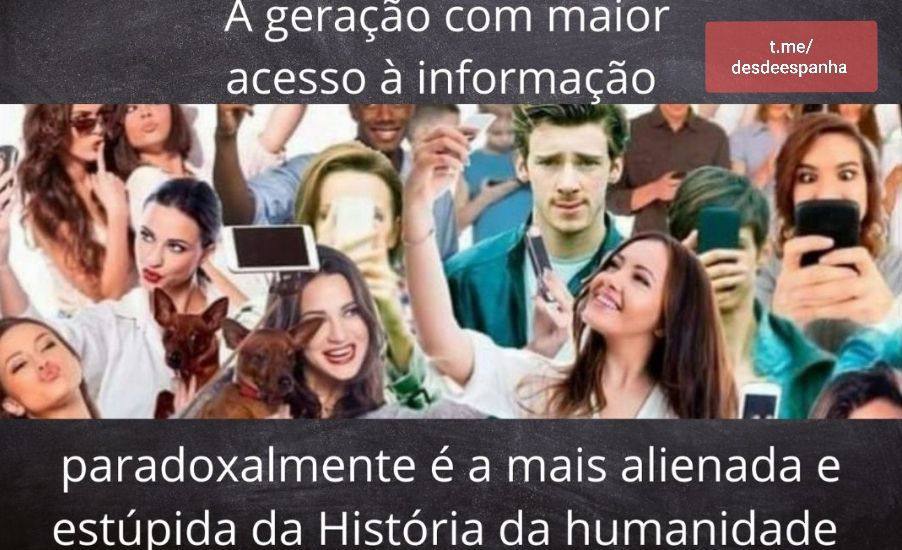 A geração com maior
acesso à informação
t.me/
desdeespanha
paradoxalmente é a mais alienada e
estúpida da História da humanidade